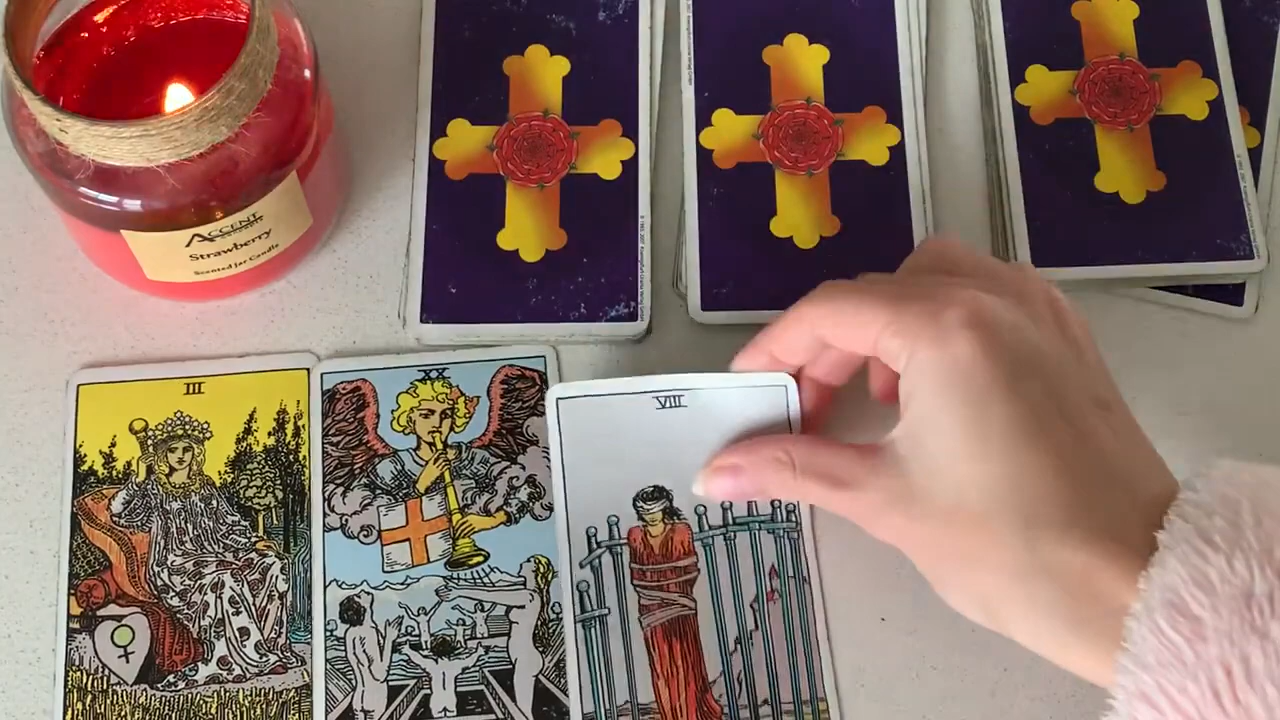 ACCENT
Strawberry
Scented Jar Candle
III
XX
VIII